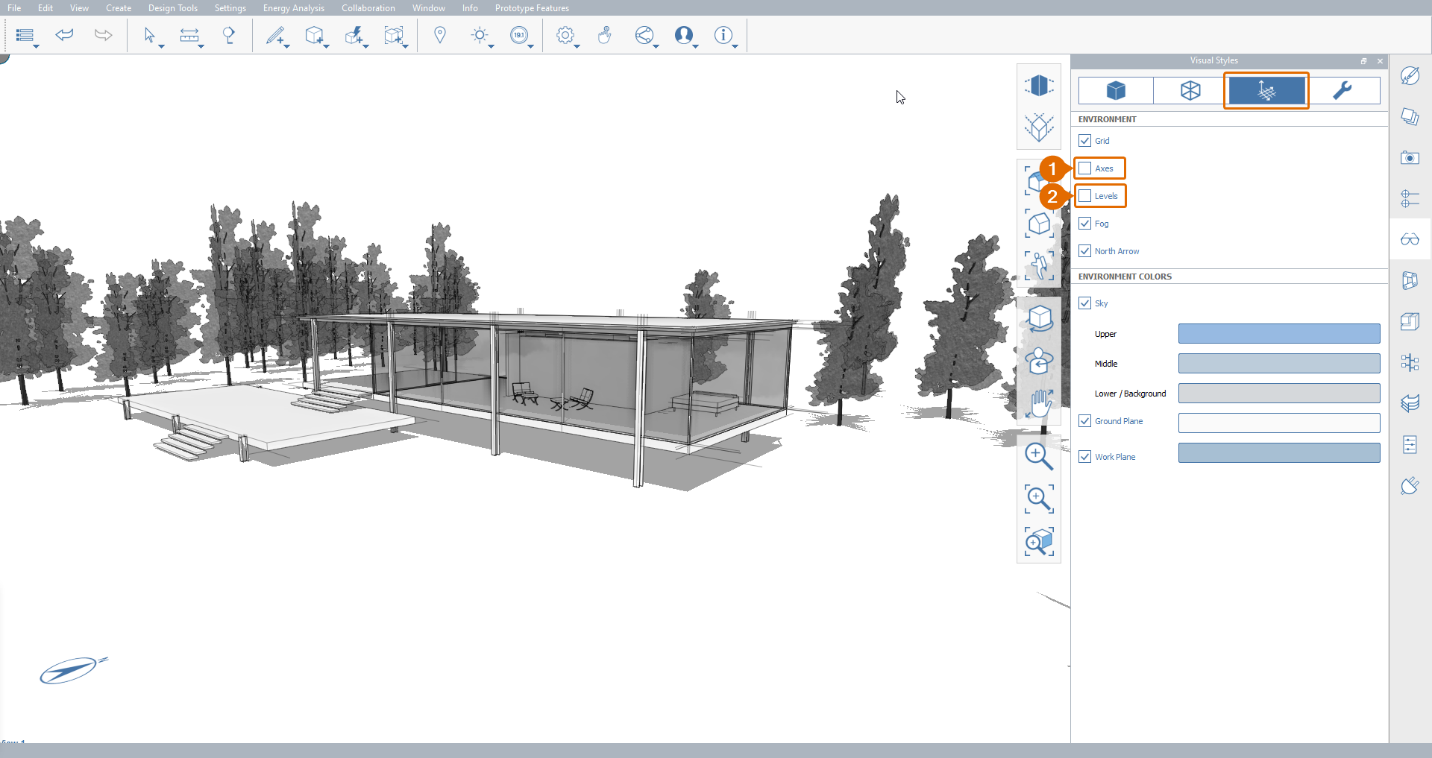 File Edit View Create Design Tools Settings Energy Analysis Collaboration Window Info Prototype Features
Visual Styles
ENVIRONMENT
Grid
1 Axes
2 Levels
Fog
North Arrow
ENVIRONMENT COLORS
Sky
Upper
Middle
Lower / Background
Ground Plane
Work Plane